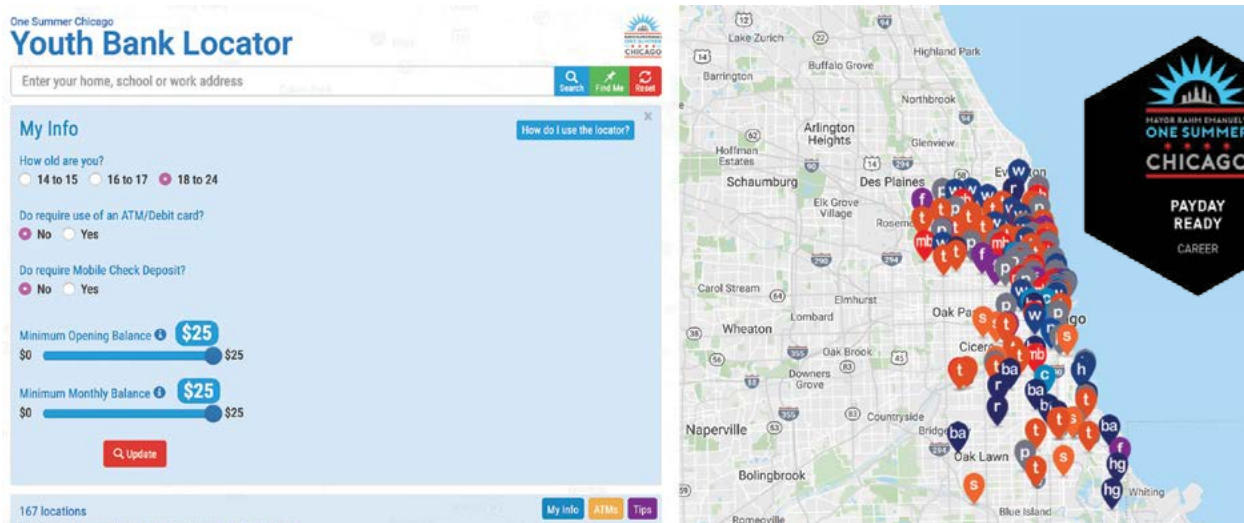 One Summer Chicago
Youth Bank Locator
CHICAGO
Enter your home, school or work address
Search
Find Me
Reset
My Info
How do I use the locator?
x
How old are you?
14 to 15 16 to 17 18 to 24
Do require use of an ATM/Debit card?
No Yes
Do require Mobile Check Deposit?
No Yes
Minimum Opening Balance $25
$0 $25
Minimum Monthly Balance $25
$0 $25
Update
167 locations
My Info
ATMs
Tips
Lake Zurich
Highland Park
Buffalo Grove
Barrington
Northbrook
Arlington
Heights
Glenview
Hoffman
Estates
Schaumburg
Des Plaines
Elk Grove
Village
Carol Stream
Elmhurst
Lombard
Wheaton
Oak Brook
Downers
Grove
Countryside
Naperville
Oak Lawn
Bolingbrook
Whiting
Blue Island
Romeoville
MAYOR RAHM EMANUEL'S
ONE SUMMER
CHICAGO
PAYDAY
READY
CAREER